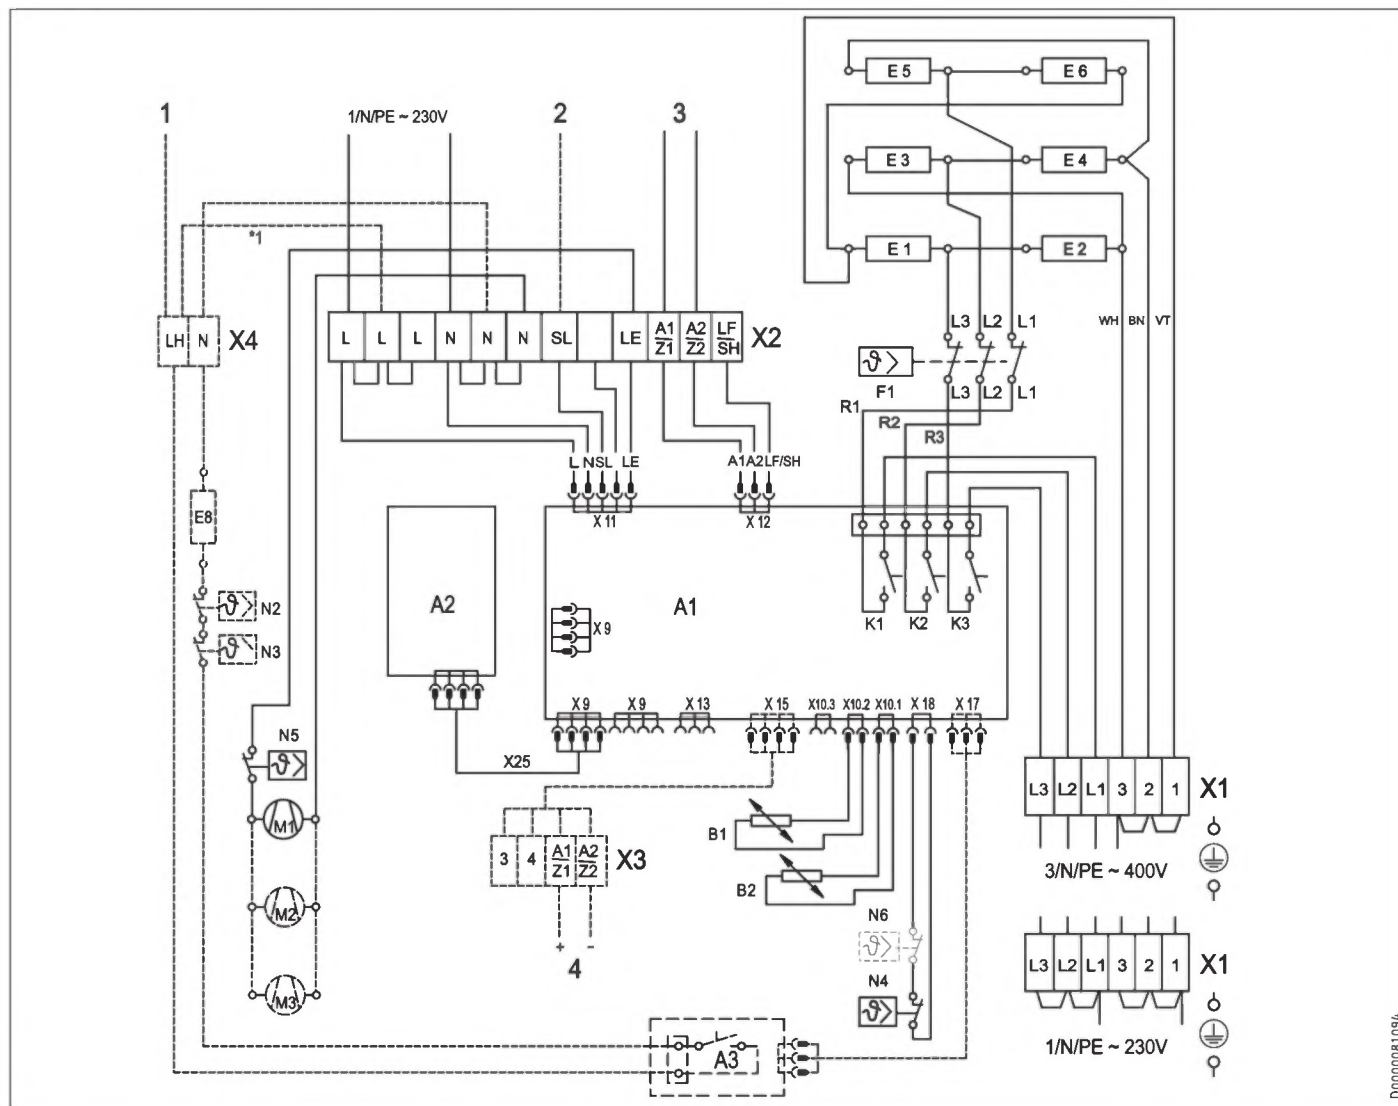 1
1/N/PE ~ 230V
2
3
*1
E 5
E 6
E 3
E 4
E 1
E 2
WH
BN
VT
LH
N
X4
L
L
L
N
N
N
SL
LE
A1
Z1
A2
Z2
LF
SH
X2
L3
L2
L1
F1
L3
L2
L1
R1
R2
R3
L
N
SL
LE
A1
A2
LF/SH
X 11
X 12
E8
N2
N3
A2
A1
X 9
K1
K2
K3
X 9
X 9
X 13
X 15
X10.3
X10.2
X10.1
X 18
X 17
X25
N5
M1
M2
M3
3
4
A1
Z1
A2
Z2
X3
+
-
4
B1
B2
N6
N4
A3
L3
L2
L1
3
2
1
X1
3/N/PE ~ 400V
L3
L2
L1
3
2
1
X1
1/N/PE ~ 230V